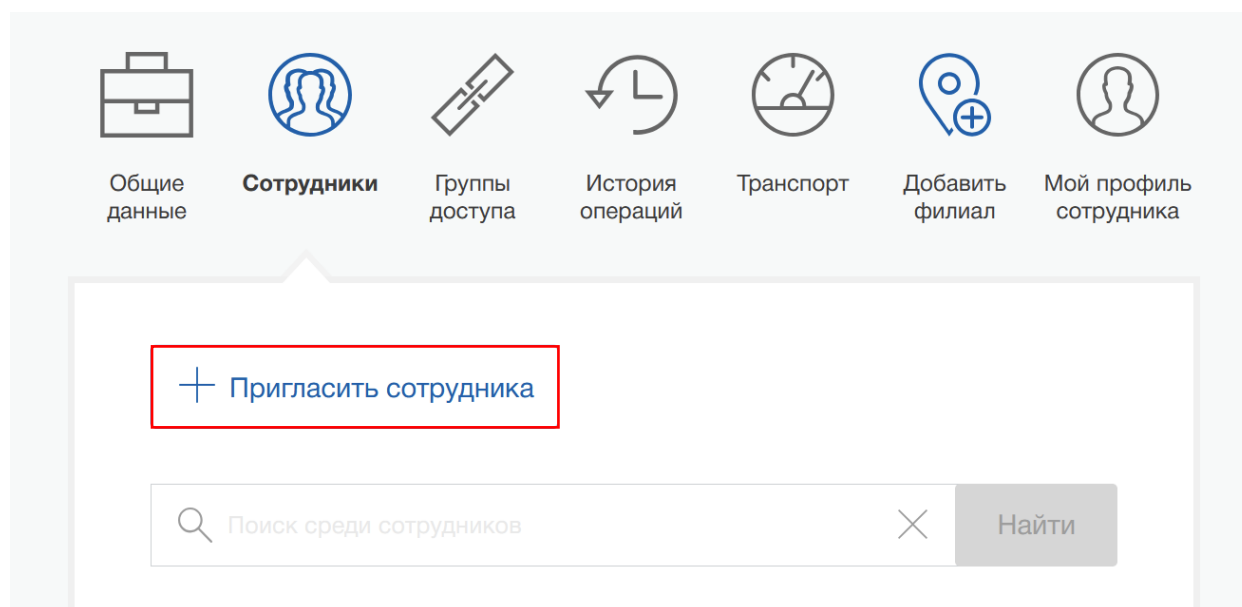 Общие данные
Сотрудники
Группы доступа
История операций
Транспорт
Добавить филиал
Мой профиль сотрудника
Пригласить сотрудника
Поиск среди сотрудников
Найти